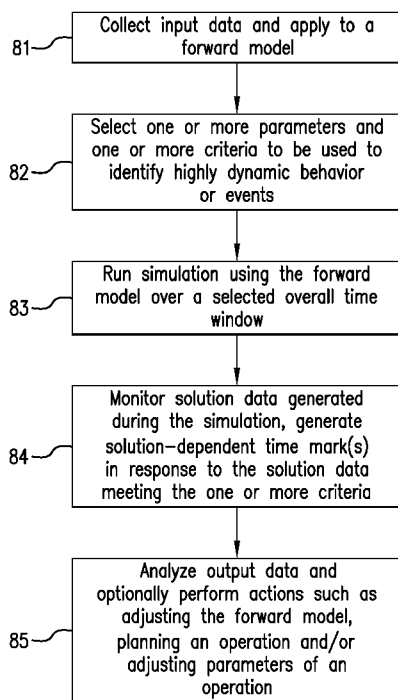 Collect input data and apply to a
forward model
81
Select one or more parameters and
one or more criteria to be used to
identify highly dynamic behavior
or events
82
Run simulation using the forward
model over a selected overall time
window
83
Monitor solution data generated
during the simulation, generate
solution-dependent time mark(s)
in response to the solution data
meeting the one or more criteria
84
Analyze output data and
optionally perform actions such as
adjusting the forward model,
planning an operation and/or
adjusting parameters of an
operation
85